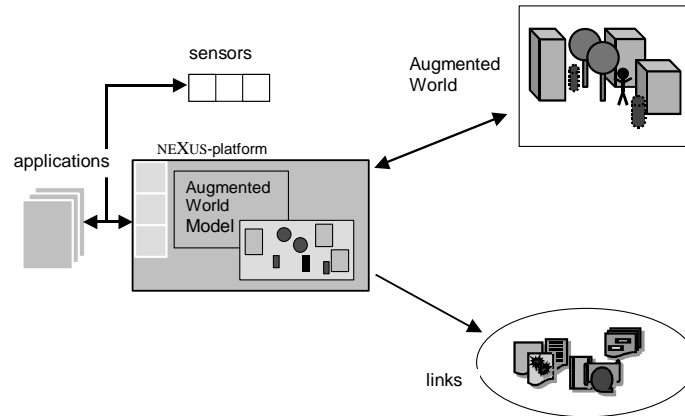 sensors
Augmented
World
applications
NEXUS-platform
Augmented
World
Model
links